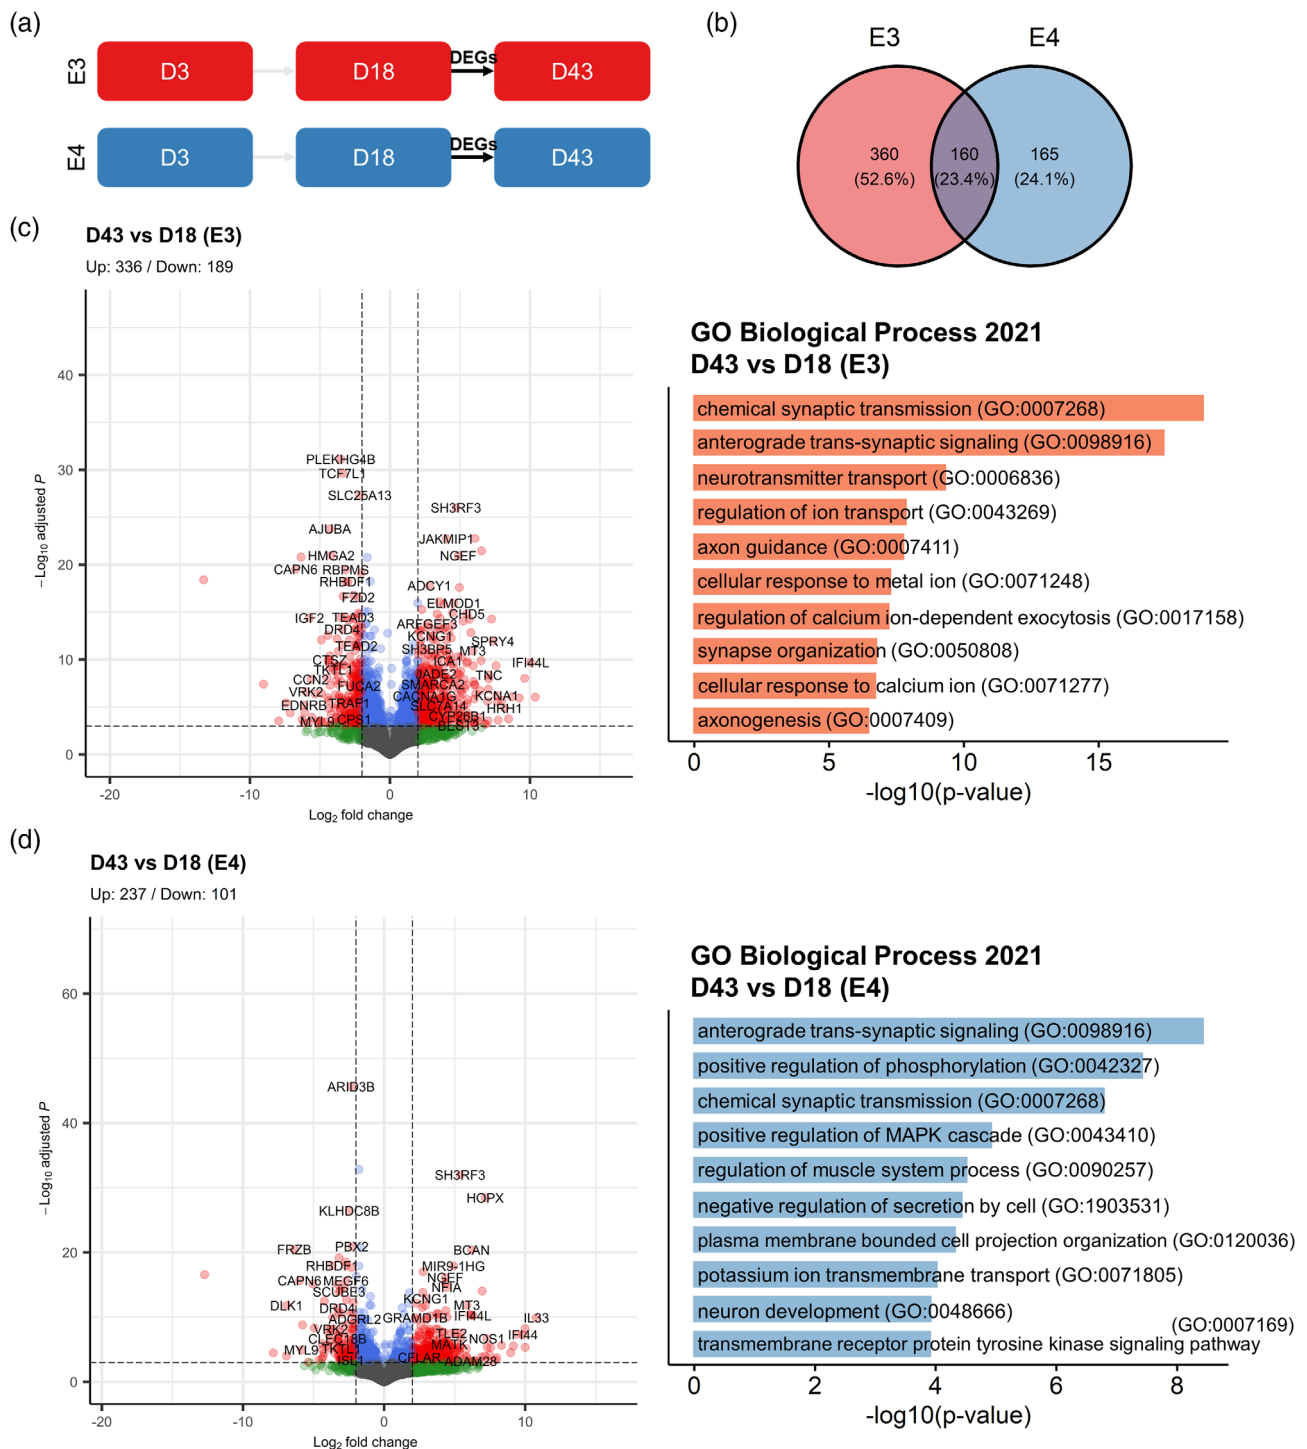 (a)
E3
D3
D18
DEGs
D43
E4
D3
D18
DEGs
D43
(b)
E3 E4
360 160 165
(52.6%) (23.4%) (24.1%)
(c)
D43 vs D18 (E3)
Up: 336 / Down: 189
−Log10 adjusted P
40
30
20
10
0
PLEKHG4B
TCF7L1
SLC25A13
SH3RF3
AJUBA
JAKMIP1
HMGA2
NGEF
CAPN6 RBPMS
RHBDF1
ADCY1
FZD2
ELMOD1
IGF2 TEAD3
CHD5
DRD4
ARFGEF3
KCNG1
SPRY4
TEAD2
SH3BP5 MT3
CTSZ
ICA1
IFI44L
TKTL1
JADE2
TNC
CCN2
FUCA2
SMARCA2
VRK2
CACNA1G
KCNA1
EDNRB TRAF1
SLC7A14
HRH1
MYL9 CPS1
CYP26B1
BEST3
-20 -10 0 10
Log2 fold change
GO Biological Process 2021
D43 vs D18 (E3)
chemical synaptic transmission (GO:0007268)
anterograde trans-synaptic signaling (GO:0098916)
neurotransmitter transport (GO:0006836)
regulation of ion transport (GO:0043269)
axon guidance (GO:0007411)
cellular response to metal ion (GO:0071248)
regulation of calcium ion-dependent exocytosis (GO:0017158)
synapse organization (GO:0050808)
cellular response to calcium ion (GO:0071277)
axonogenesis (GO:0007409)
0 5 10 15
-log10(p-value)
(d)
D43 vs D18 (E4)
Up: 237 / Down: 101
−Log10 adjusted P
60
40
20
0
ARID3B
SH3RF3
HOPX
KLHDC8B
FRZB PBX2
BCAN
RHBDF1
MIR9-1HG
CAPN6 MEGF6
NGEF
SCUBE3
NFIA
DLK1
KCNG1
DRD4
MT3
ADGRL2 GRAMD1B IFI44L
IL33
VRK2
TLE2
IFI44
CLEC18B
NOS1
MYL9 TKTL1
MATK
ISL1
CFLAR
ADAM28
-20 -10 0 10
Log2 fold change
GO Biological Process 2021
D43 vs D18 (E4)
anterograde trans-synaptic signaling (GO:0098916)
positive regulation of phosphorylation (GO:0042327)
chemical synaptic transmission (GO:0007268)
positive regulation of MAPK cascade (GO:0043410)
regulation of muscle system process (GO:0090257)
negative regulation of secretion by cell (GO:1903531)
plasma membrane bounded cell projection organization (GO:0120036)
potassium ion transmembrane transport (GO:0071805)
neuron development (GO:0048666)
(GO:0007169)
transmembrane receptor protein tyrosine kinase signaling pathway
0 2 4 6 8
-log10(p-value)